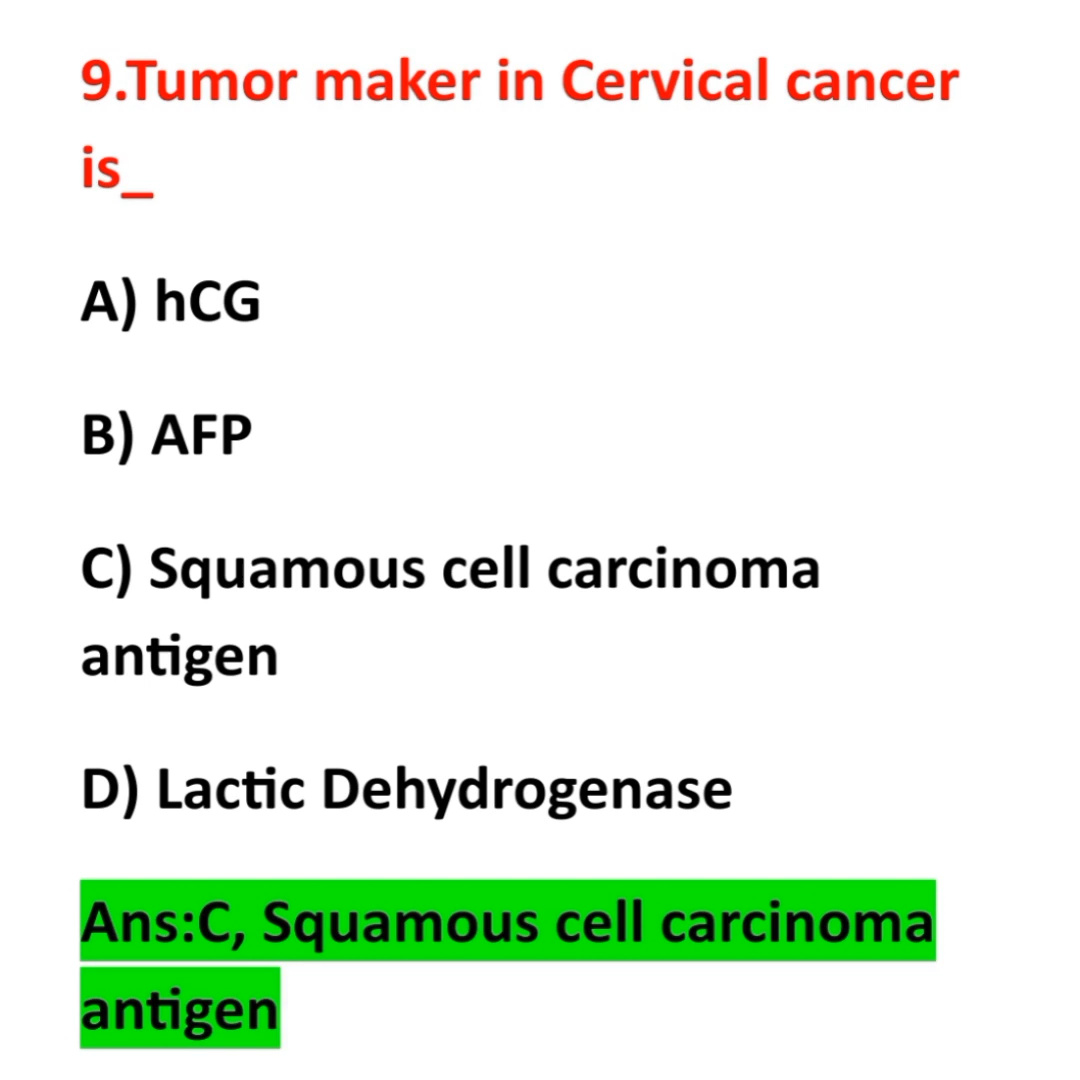 9.Tumor maker in Cervical cancer
is_
A) hCG
B) AFP
C) Squamous cell carcinoma
antigen
D) Lactic Dehydrogenase
Ans:C, Squamous cell carcinoma
antigen